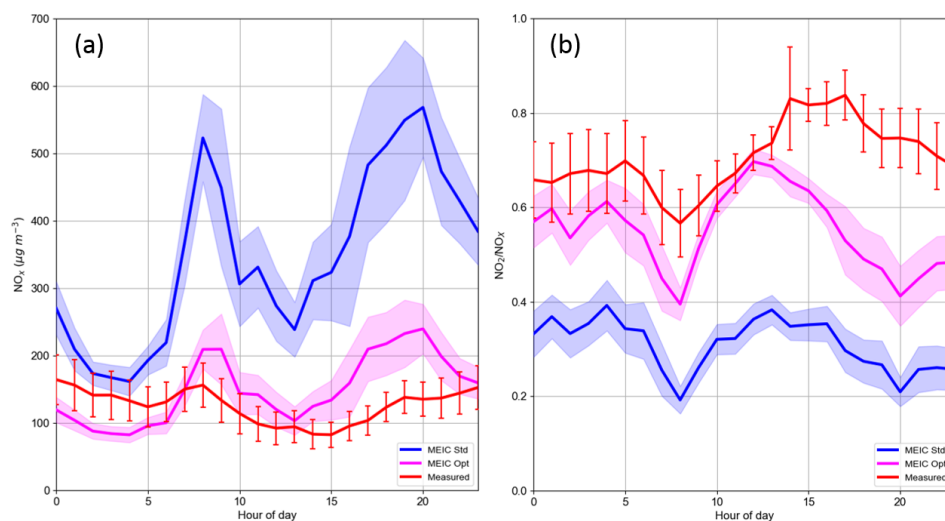 (a)
NOX (µg m−3)
700
600
500
400
300
200
100
0
0 5 10 15 20
Hour of day
MEIC Std
MEIC Opt
Measured
(b)
NO2/NOX
1.0
0.8
0.6
0.4
0.2
0.0
0 5 10 15 20
Hour of day
MEIC Std
MEIC Opt
Measured